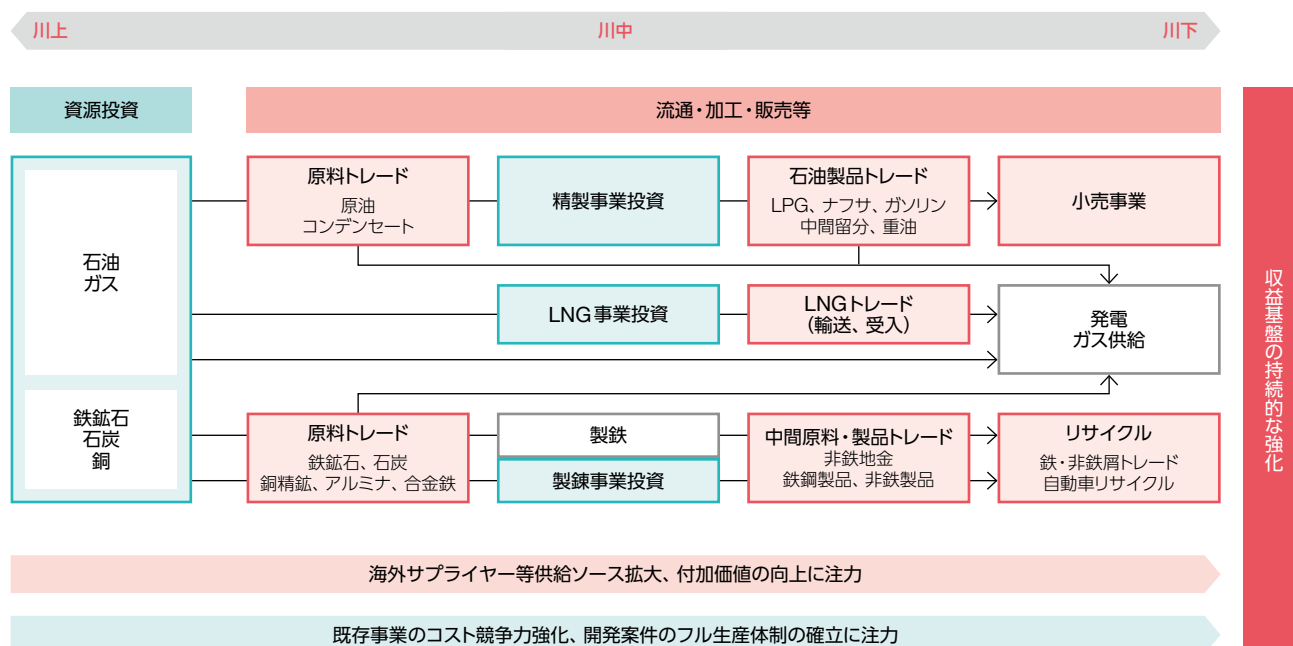 川上
川中
川下
資源投資
流通・加工・販売等
石油
ガス
鉄鉱石
石炭
銅
原料トレード
原油
コンデンセート
精製事業投資
石油製品トレード
LPG、ナフサ、ガソリン
中間留分、重油
小売事業
LNG事業投資
LNGトレード
（輸送、受入）
発電
ガス供給
原料トレード
鉄鉱石、石炭
銅精鉱、アルミナ、合金鉄
製鉄
製錬事業投資
中間原料・製品トレード
非鉄地金
鉄鋼製品、非鉄製品
リサイクル
鉄・非鉄屑トレード
自動車リサイクル
収益基盤の持続的な強化
海外サプライヤー等供給ソース拡大、付加価値の向上に注力
既存事業のコスト競争力強化、開発案件のフル生産体制の確立に注力